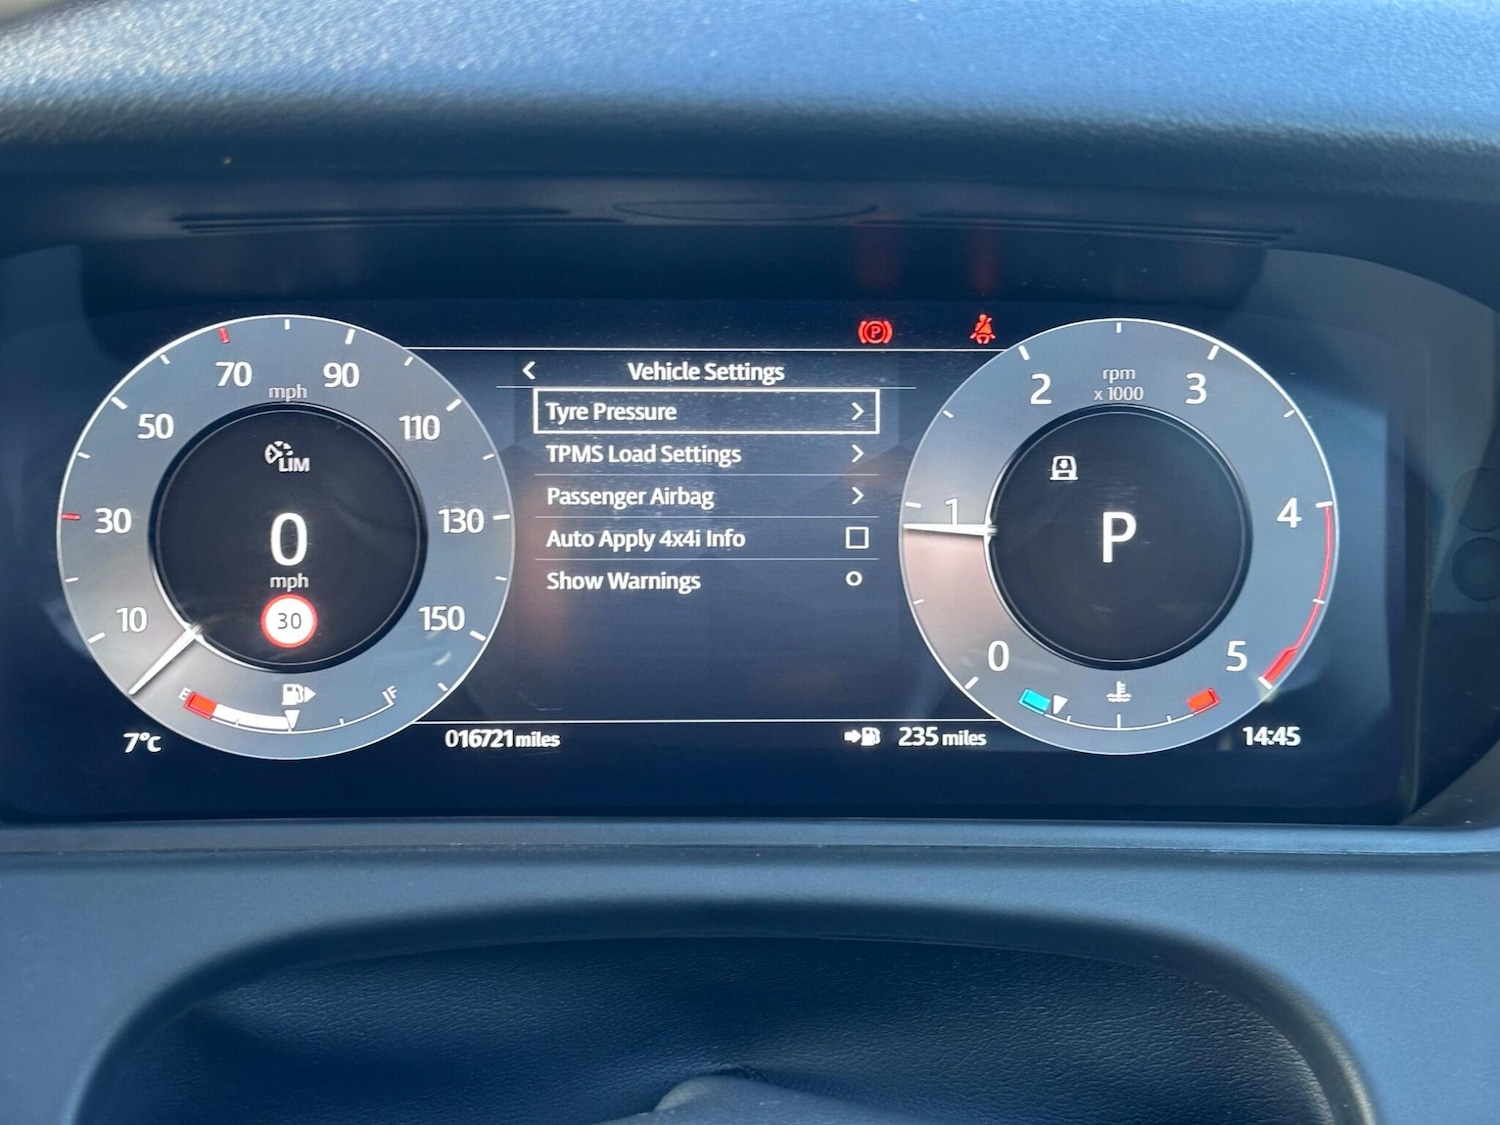 70
mph
90
50
110
30
130
10
150
LIM
0
mph
30
E
F
7°C
016721 miles
Vehicle Settings
Tyre Pressure
TPMS Load Settings
Passenger Airbag
Auto Apply 4x4i Info
Show Warnings
235 miles
P
rpm
x 1000
2
3
1
4
0
5
P
14:45